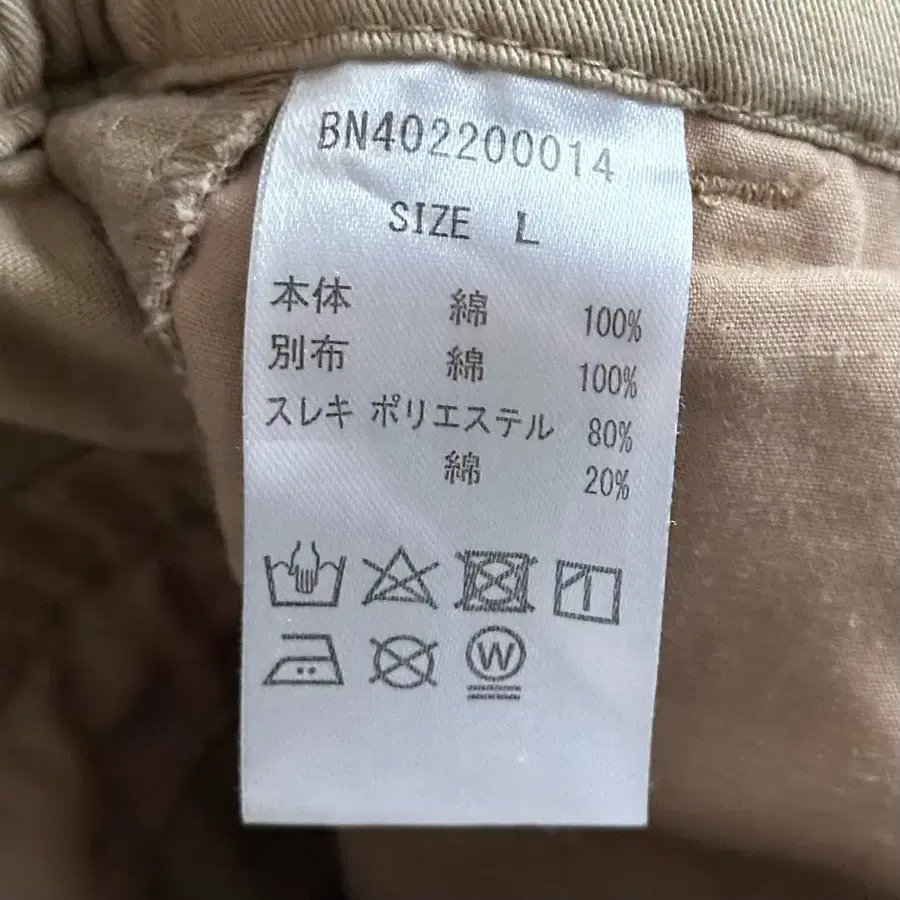 BN402200014
SIZE L
本体 綿 100%
別布 綿 100%
スレキ ポリエステル 80%
綿 20%
W